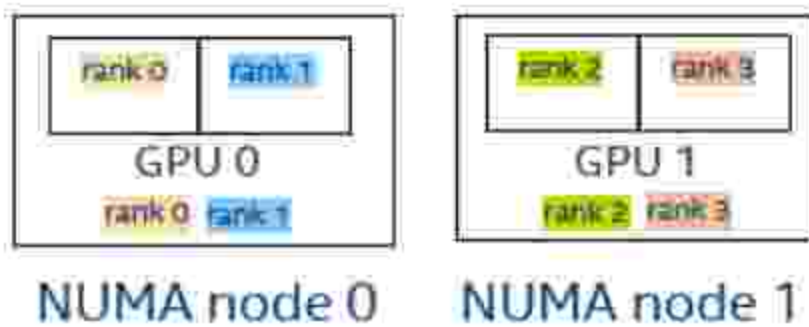 rank 0 rank 1 rank 2 rank 3
GPU 0 GPU 1
rank 0 rank 1 rank 2 rank 3
NUMA node 0 NUMA node 1